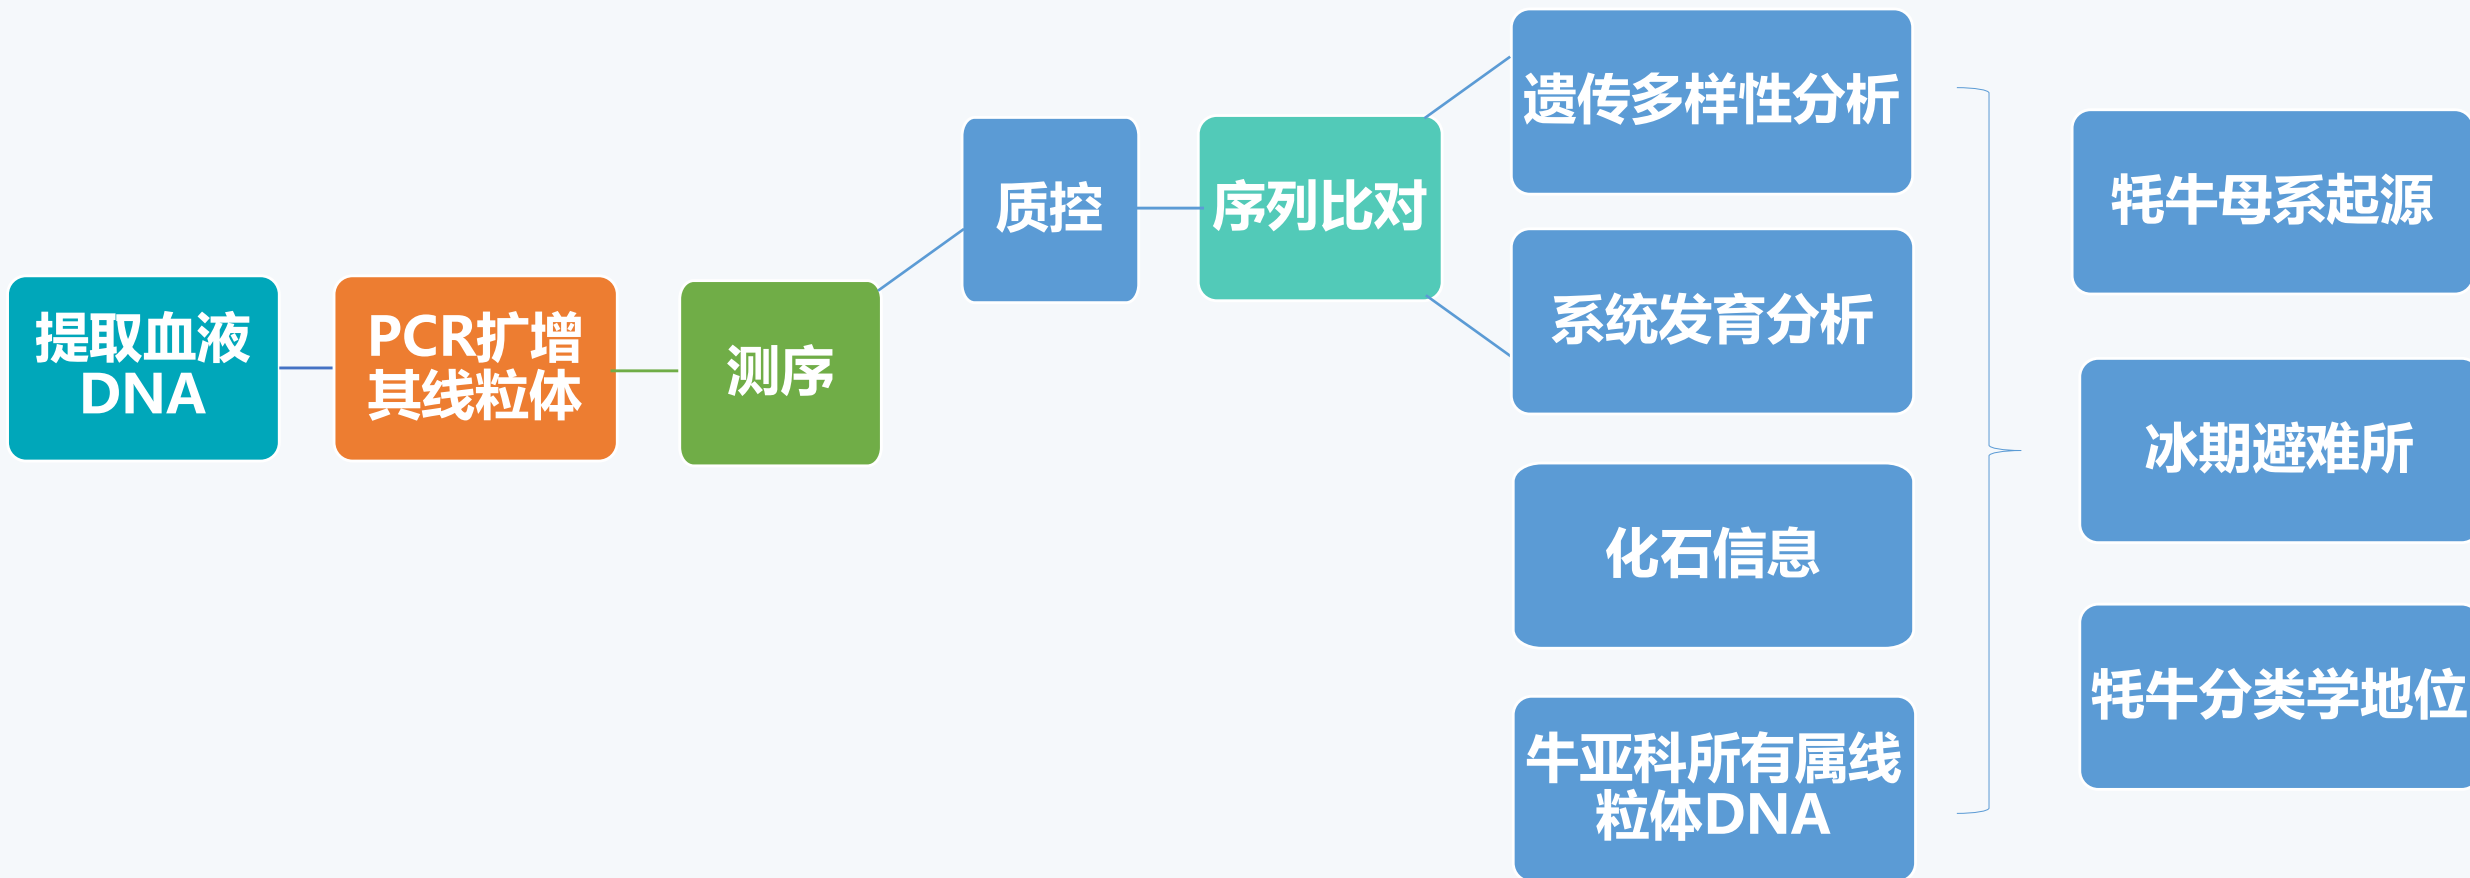 提取血液
DNA
PCR扩增
其线粒体
测序
质控
序列比对
遗传多样性分析
系统发育分析
化石信息
牛亚科所有属线
粒体DNA
牦牛母系起源
冰期避难所
牦牛分类学地位